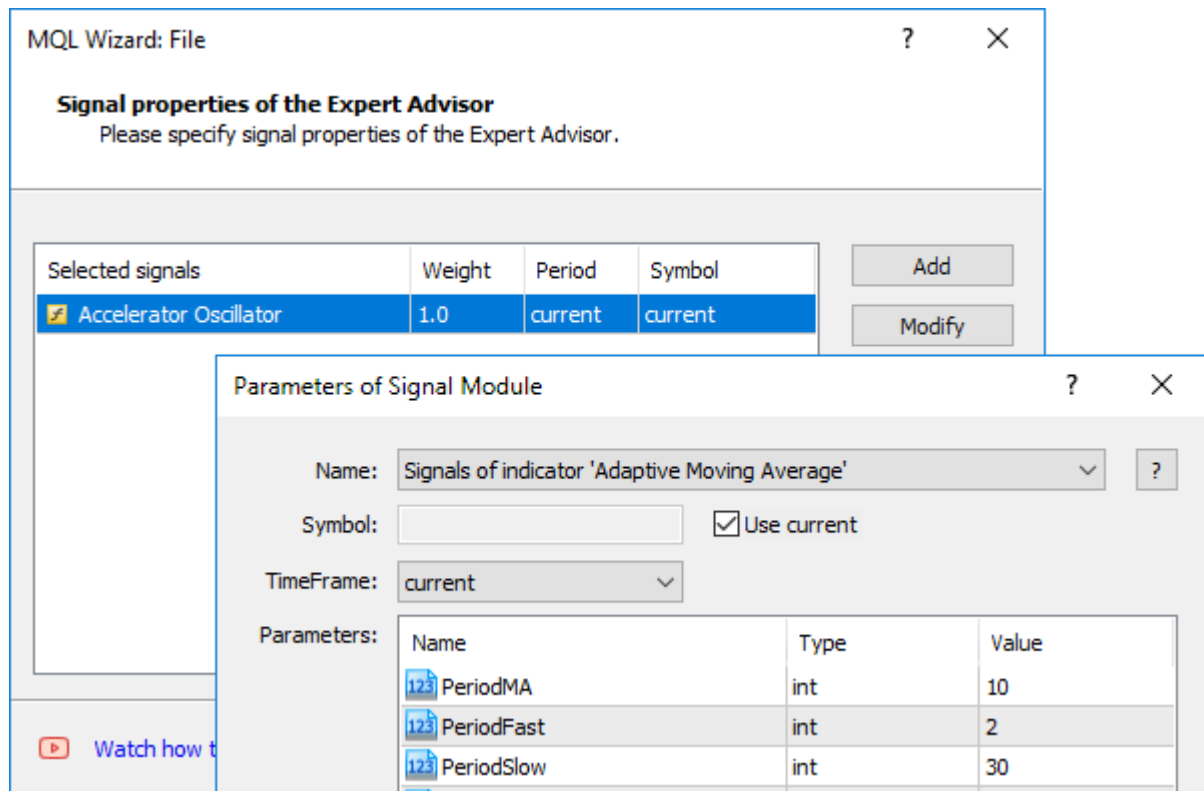 MQL Wizard: File
?
Signal properties of the Expert Advisor
Please specify signal properties of the Expert Advisor.
Selected signals Weight Period Symbol
Accelerator Oscillator 1.0 current current
Add
Modify
Parameters of Signal Module
?
Name: Signals of indicator 'Adaptive Moving Average' ?
Symbol: Use current
TimeFrame: current
Parameters: Name Type Value
123 PeriodMA int 10
123 PeriodFast int 2
123 PeriodSlow int 30
Watch how t